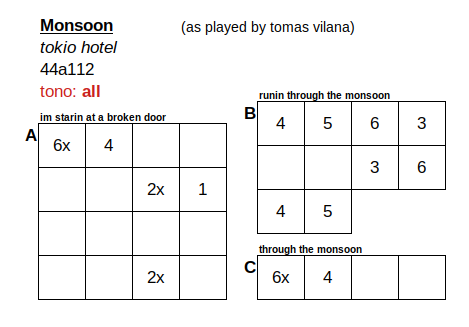 Monsoon (as played by tomas vilana)
tokio hotel
44a112
tono: all
im starin at a broken door
A
6x 4
2x 1
2x
runin through the monsoon
B
4 5 6 3
3 6
4 5
through the monsoon
C
6x 4